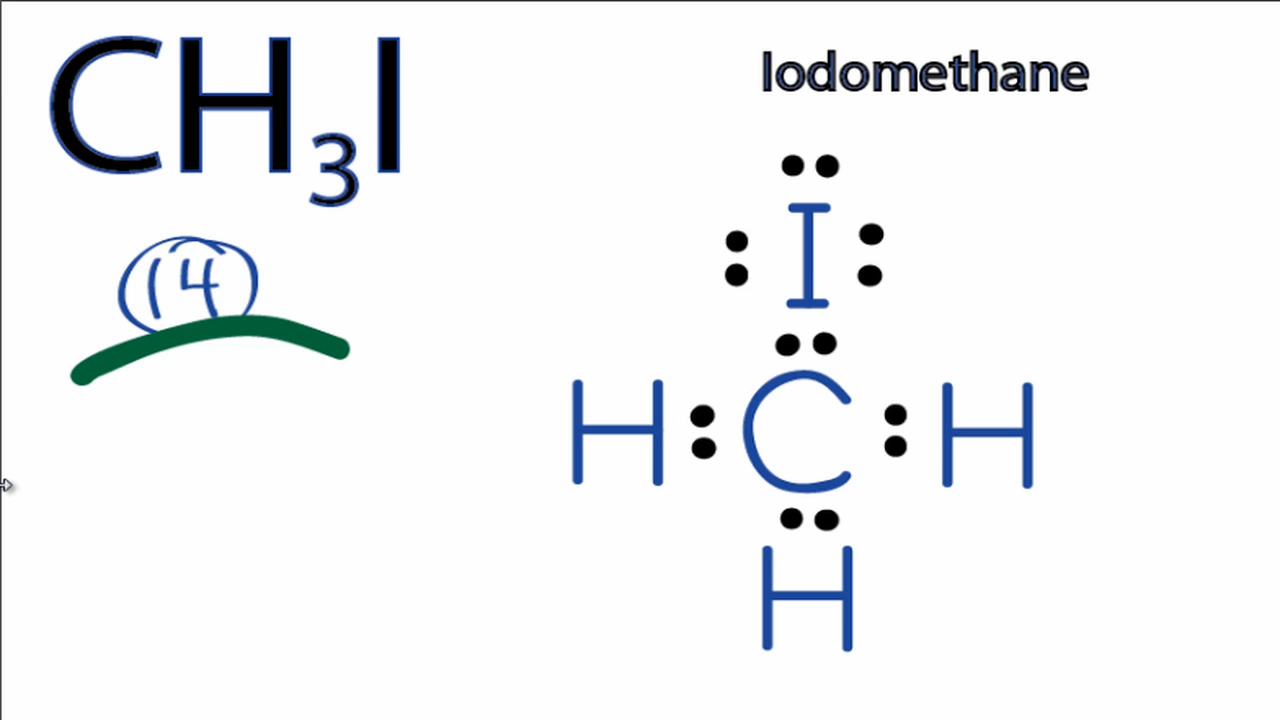 CH₃I
Iodomethane
14
I
H C H
H